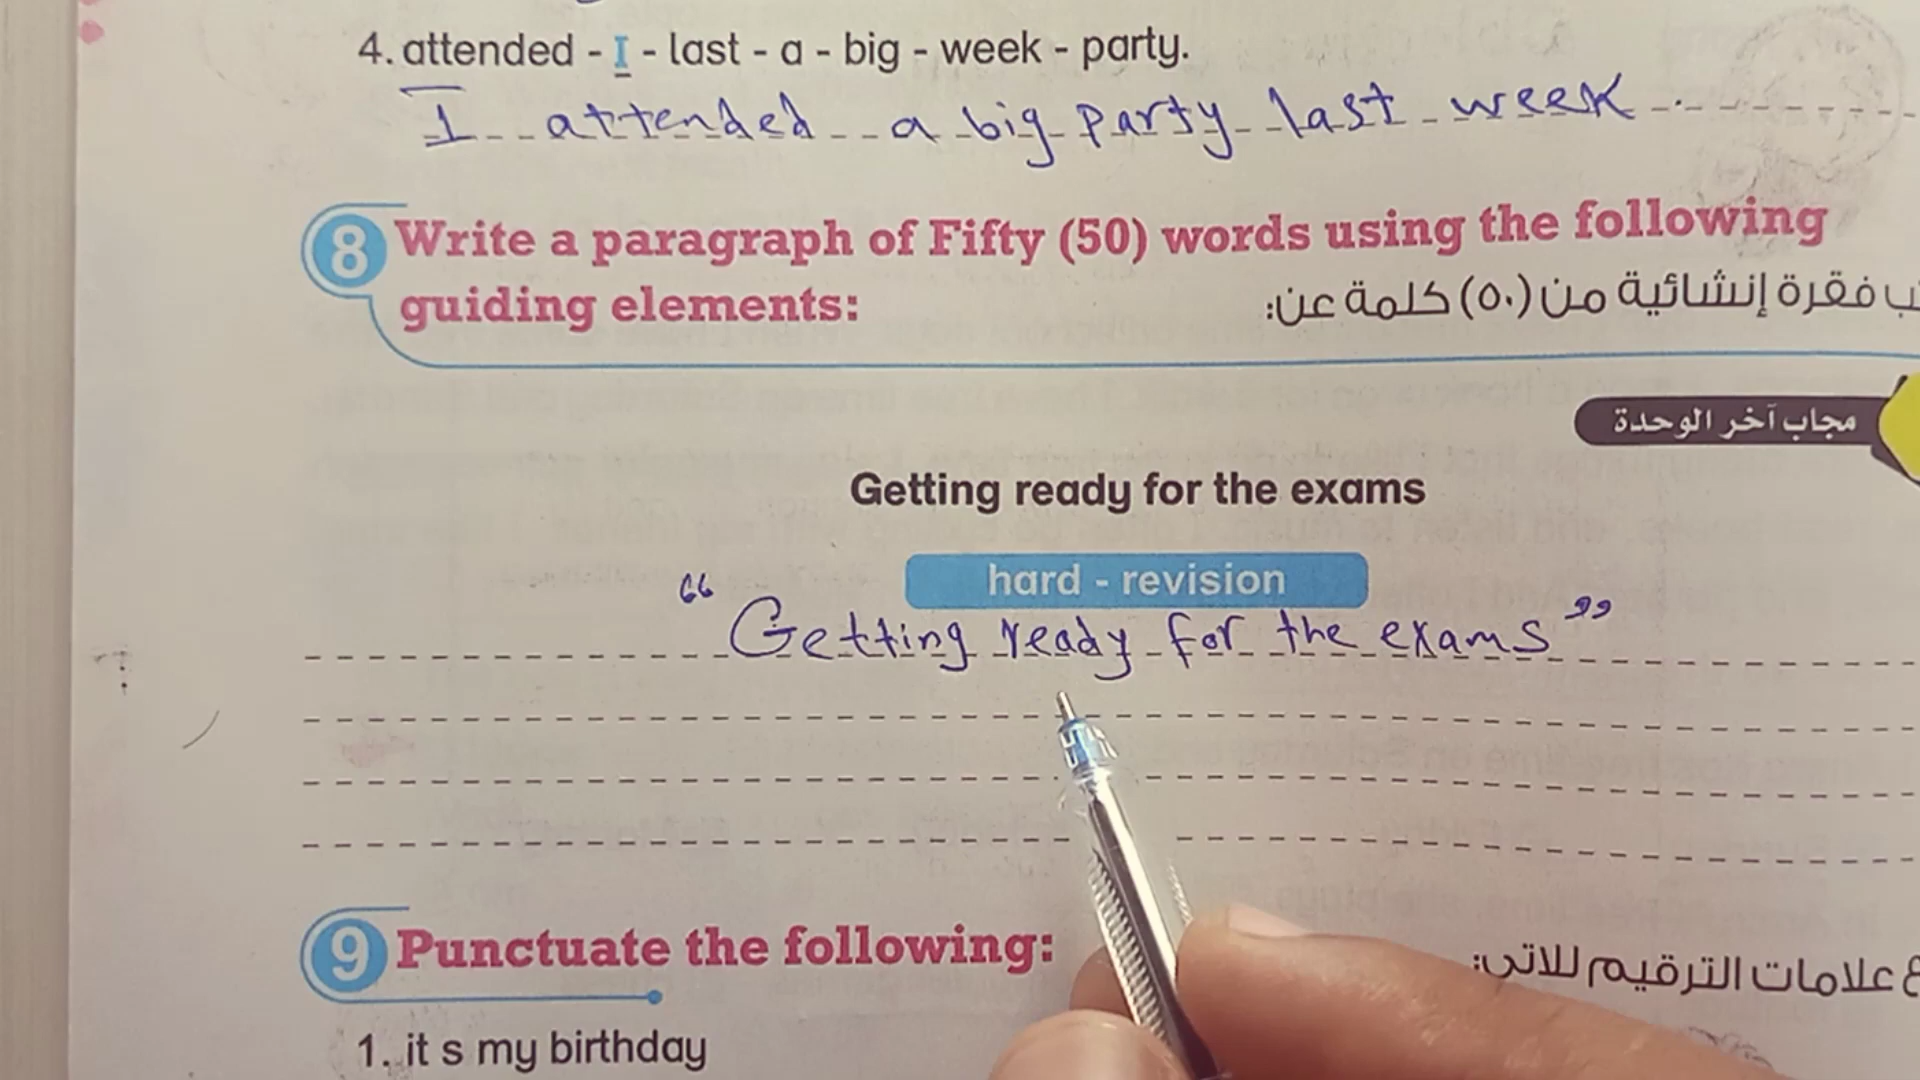 4. attended - I - last - a - big - week - party.
I attended a big party last week .
8 Write a paragraph of Fifty (50) words using the following
guiding elements:
فقرة إنشائية من (٥٠) كلمة عن:
مجاب آخر الوحدة
Getting ready for the exams
hard - revision
“ Getting ready for the exams ”
9 Punctuate the following:
علامات الترقيم للآتي:
1. it s my birthday